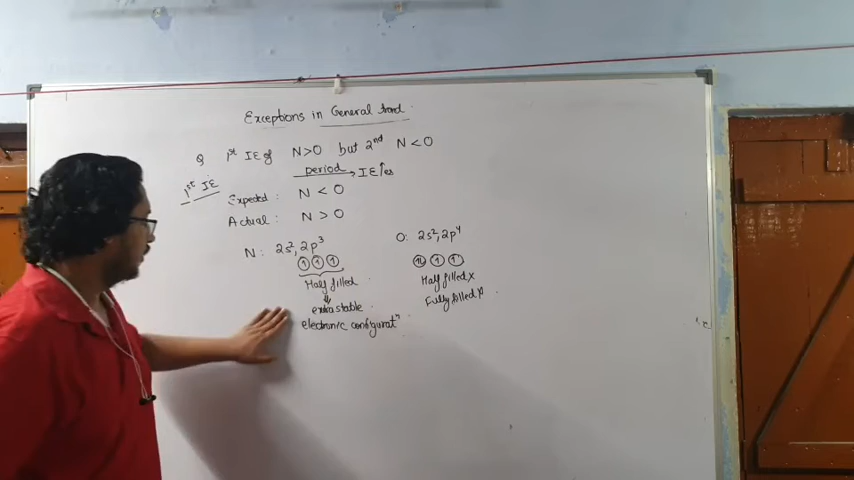 Exceptions in General trend.
Q 1st IE of N>O but 2nd N<O
period → IE ↑es
1st IE
Expected: N < O
Actual: N > O
N: 2s², 2p³ O: 2s², 2p⁴
Half filled Half filled x
extra stable Fully filled x
electronic configuratⁿ